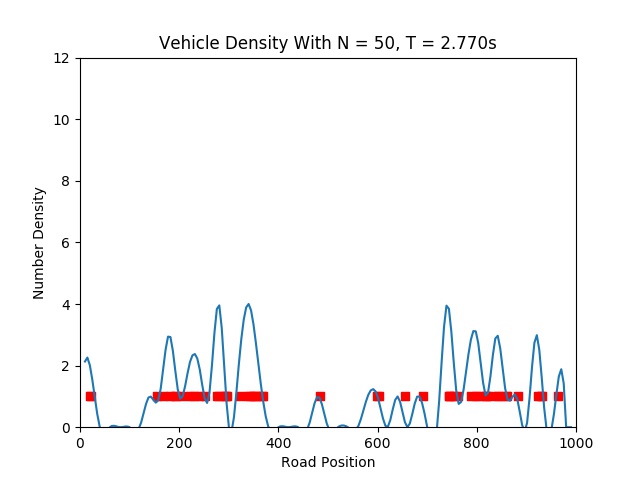 Vehicle Density With N = 50, T = 2.770s
12
10
8
6
4
2
0
Number Density
0 200 400 600 800 1000
Road Position